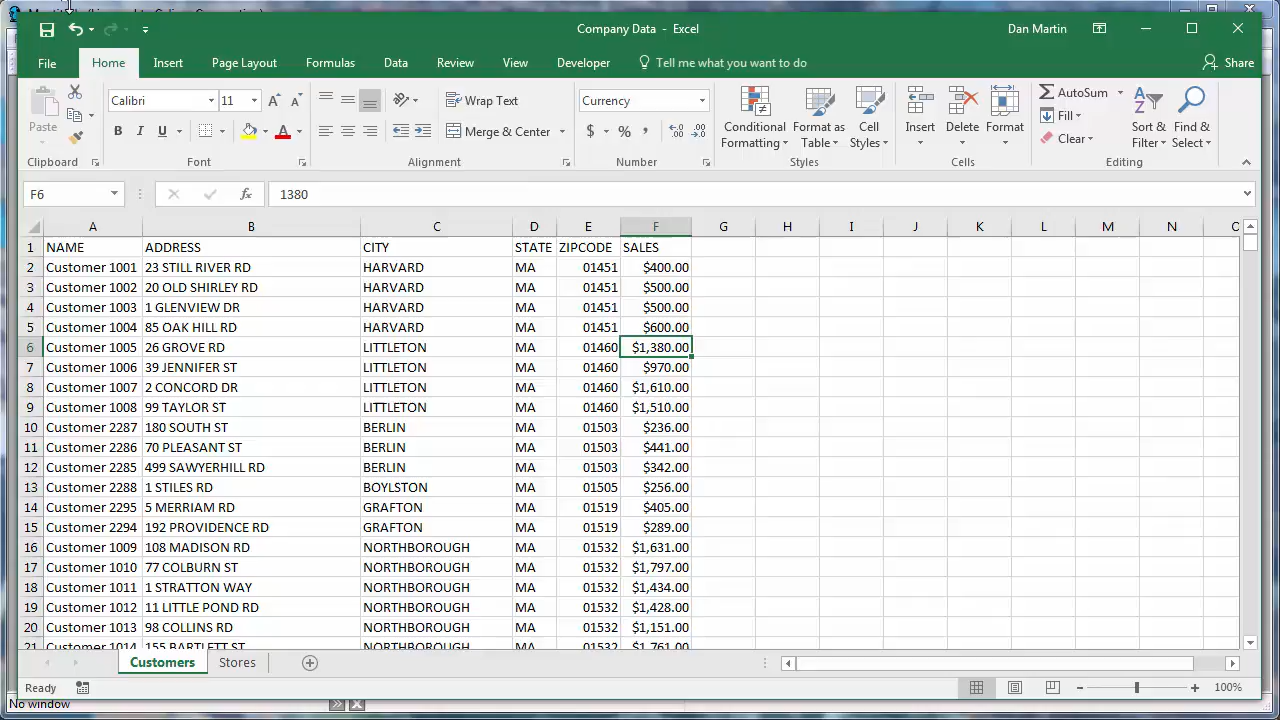 Company Data - Excel
Dan Martin
File Home Insert Page Layout Formulas Data Review View Developer Tell me what you want to do Share
Paste
Calibri 11
B I U
Wrap Text
Merge & Center
Currency
$ % ,
Conditional Formatting
Format as Table
Cell Styles
Insert Delete Format
AutoSum
Fill
Clear
Sort & Filter
Find & Select
Clipboard Font Alignment Number Styles Cells Editing
F6 fx 1380
A B C D E F G H I J K L M N O
1 NAME ADDRESS CITY STATE ZIPCODE SALES
2 Customer 1001 23 STILL RIVER RD HARVARD MA 01451 $400.00
3 Customer 1002 20 OLD SHIRLEY RD HARVARD MA 01451 $500.00
4 Customer 1003 1 GLENVIEW DR HARVARD MA 01451 $500.00
5 Customer 1004 85 OAK HILL RD HARVARD MA 01451 $600.00
6 Customer 1005 26 GROVE RD LITTLETON MA 01460 $1,380.00
7 Customer 1006 39 JENNIFER ST LITTLETON MA 01460 $970.00
8 Customer 1007 2 CONCORD DR LITTLETON MA 01460 $1,610.00
9 Customer 1008 99 TAYLOR ST LITTLETON MA 01460 $1,510.00
10 Customer 2287 180 SOUTH ST BERLIN MA 01503 $236.00
11 Customer 2286 70 PLEASANT ST BERLIN MA 01503 $441.00
12 Customer 2285 499 SAWYERHILL RD BERLIN MA 01503 $342.00
13 Customer 2288 1 STILES RD BOYLSTON MA 01505 $256.00
14 Customer 2295 5 MERRIAM RD GRAFTON MA 01519 $405.00
15 Customer 2294 192 PROVIDENCE RD GRAFTON MA 01519 $289.00
16 Customer 1009 108 MADISON RD NORTHBOROUGH MA 01532 $1,631.00
17 Customer 1010 77 COLBURN ST NORTHBOROUGH MA 01532 $1,797.00
18 Customer 1011 1 STRATTON WAY NORTHBOROUGH MA 01532 $1,434.00
19 Customer 1012 11 LITTLE POND RD NORTHBOROUGH MA 01532 $1,428.00
20 Customer 1013 98 COLLINS RD NORTHBOROUGH MA 01532 $1,151.00
21 Customer 1014 155 BARTLETT ST NORTHBOROUGH MA 01532 $1,761.00
Customers Stores
Ready 100%
No window